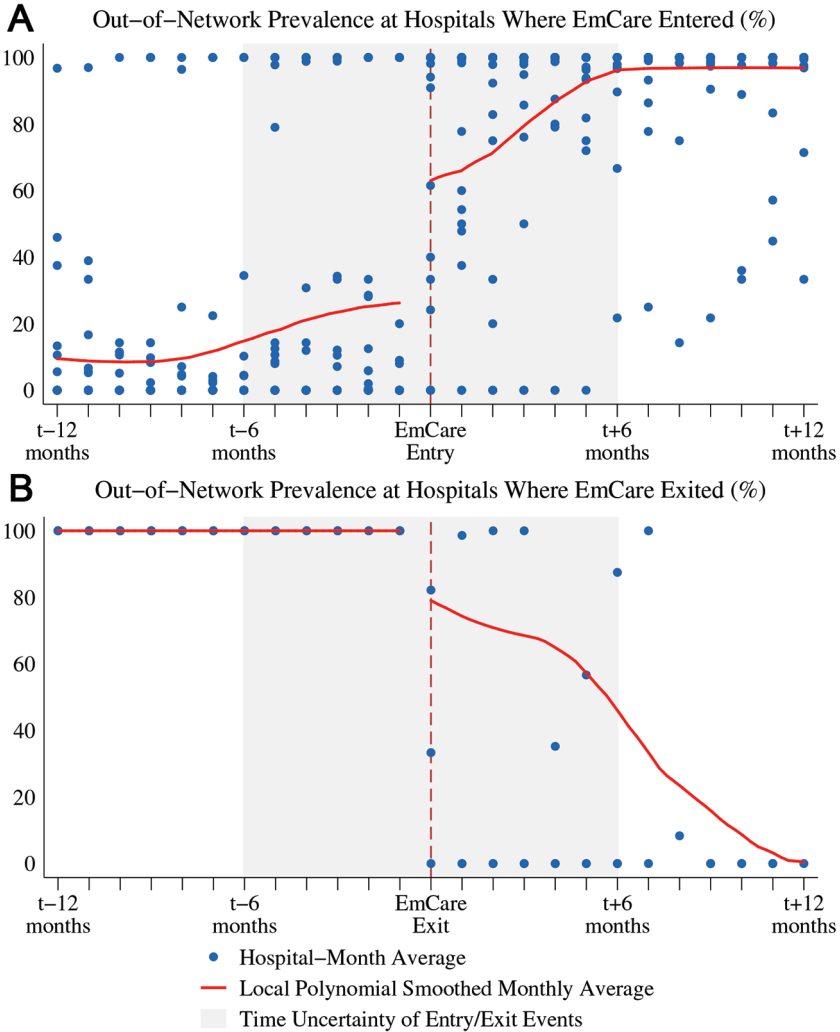 A
Out−of−Network Prevalence at Hospitals Where EmCare Entered (%)
100
80
60
40
20
0
t−12 months
t−6 months
EmCare Entry
t+6 months
t+12 months
B
Out−of−Network Prevalence at Hospitals Where EmCare Exited (%)
100
80
60
40
20
0
t−12 months
t−6 months
EmCare Exit
t+6 months
t+12 months
Hospital−Month Average
Local Polynomial Smoothed Monthly Average
Time Uncertainty of Entry/Exit Events